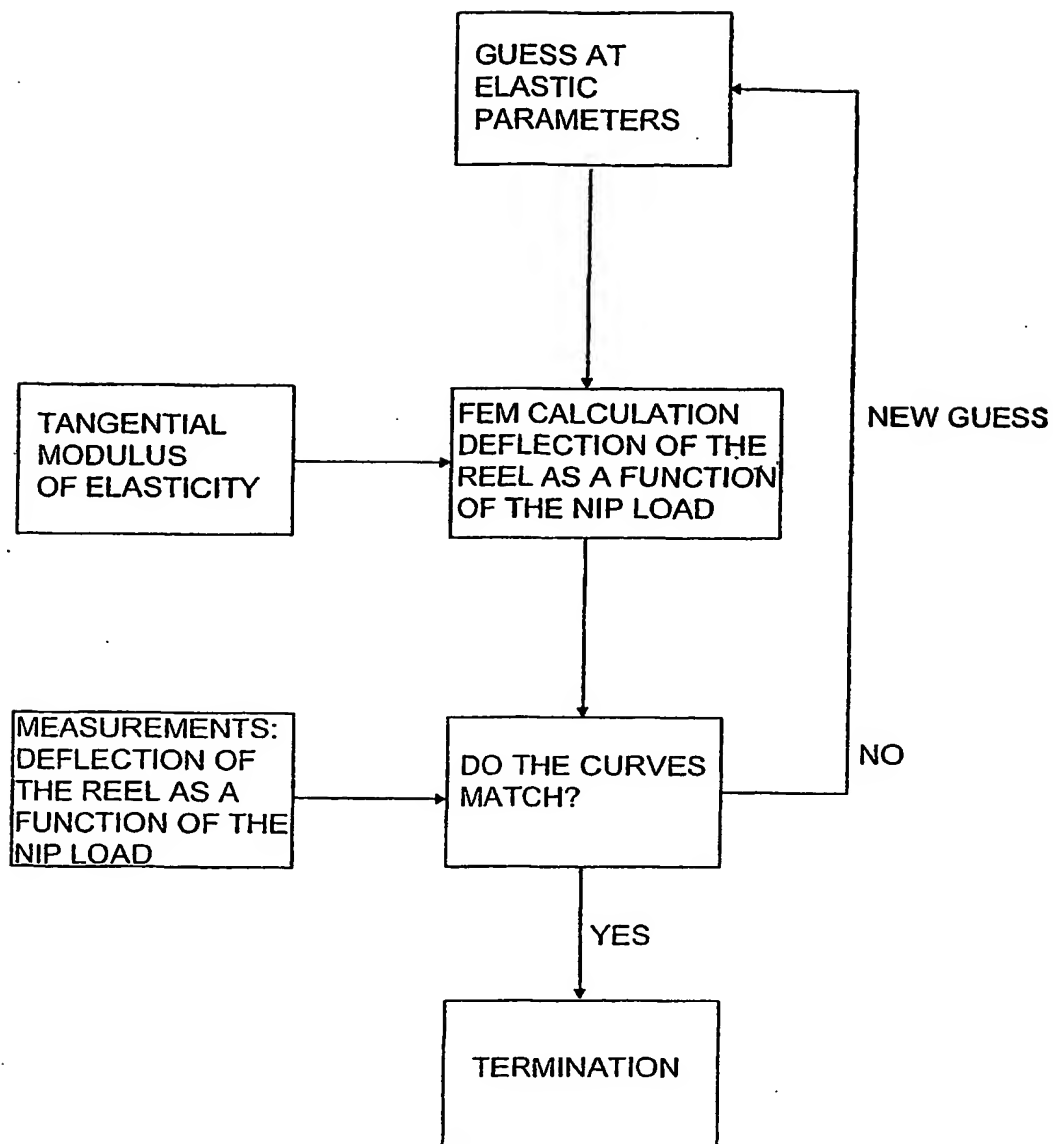 GUESS AT
ELASTIC
PARAMETERS
TANGENTIAL
MODULUS
OF ELASTICITY
FEM CALCULATION
DEFLECTION OF THE
REEL AS A FUNCTION
OF THE NIP LOAD
NEW GUESS
MEASUREMENTS:
DEFLECTION OF
THE REEL AS A
FUNCTION OF THE
NIP LOAD
DO THE CURVES
MATCH?
NO
YES
TERMINATION